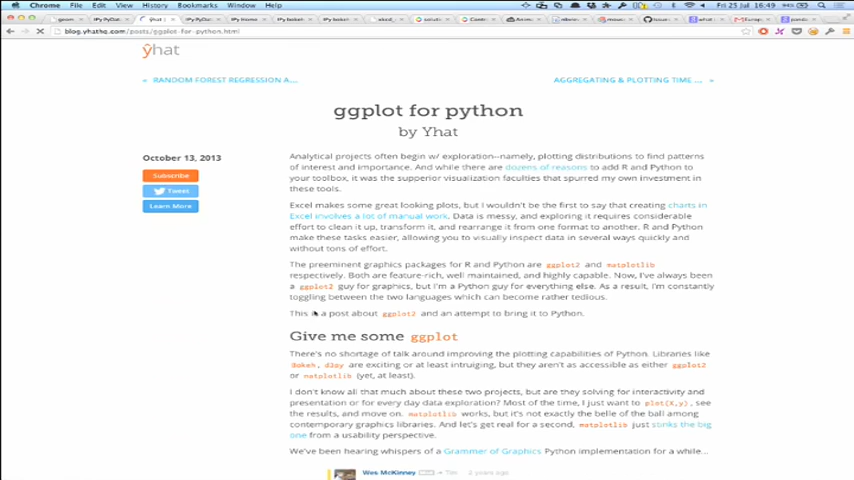 Chrome File Edit View History Bookmarks Window Help Fri 25 Jul 16:49
blog.yhathq.com/posts/ggplot-for-python.html
ŷhat
« RANDOM FOREST REGRESSION A... AGGREGATING & PLOTTING TIME ... »
ggplot for python
by Yhat
October 13, 2013
Subscribe
Tweet
Learn More
Analytical projects often begin w/ exploration--namely, plotting distributions to find patterns
of interest and importance. And while there are dozens of reasons to add R and Python to
your toolbox, it was the superior visualization faculties that spurred my own investment in
these tools.
Excel makes some great looking plots, but I wouldn't be the first to say that creating charts in
Excel involves a lot of manual work. Data is messy, and exploring it requires considerable
effort to clean it up, transform it, and rearrange it from one format to another. R and Python
make these tasks easier, allowing you to visually inspect data in several ways quickly and
without tons of effort.
The preeminent graphics packages for R and Python are ggplot2 and matplotlib
respectively. Both are feature-rich, well maintained, and highly capable. Now, I've always been
a ggplot2 guy for graphics, but I'm a Python guy for everything else. As a result, I'm constantly
toggling between the two languages which can become rather tedious.
This is a post about ggplot2 and an attempt to bring it to Python.
Give me some ggplot
There's no shortage of talk around improving the plotting capabilities of Python. Libraries like
Bokeh, d3py are exciting or at least intruiging, but they aren't as accessible as either ggplot2
or matplotlib (yet, at least).
I don't know all that much about these two projects, but are they solving for interactivity and
presentation or for every day data exploration? Most of the time, I just want to plot(X,y), see
the results, and move on. matplotlib works, but it's not exactly the belle of the ball among
contemporary graphics libraries. And let's get real for a second, matplotlib just stinks the big
one from a usability perspective.
We've been hearing whispers of a Grammar of Graphics Python implementation for a while...
Wes McKinney 2 years ago